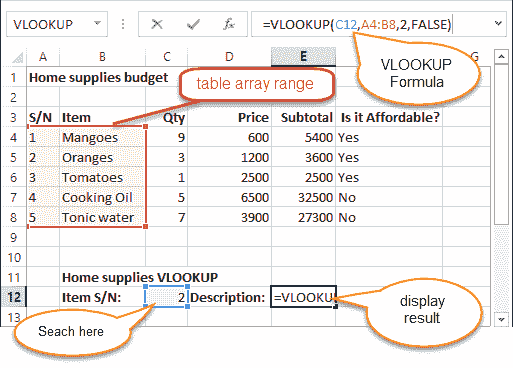 VLOOKUP =VLOOKUP(C12,A4:B8,2,FALSE)
VLOOKUP
Formula
A B C D E F G
1 Home supplies budget
table array range
2
3 S/N Item Qty Price Subtotal Is it Affordable?
4 1 Mangoes 9 600 5400 Yes
5 2 Oranges 3 1200 3600 Yes
6 3 Tomatoes 1 2500 2500 Yes
7 4 Cooking Oil 5 6500 32500 No
8 5 Tonic water 7 3900 27300 No
9
10
11 Home supplies VLOOKUP
12 Item S/N: 2 Description: =VLOOKU
13
Seach here
display
result